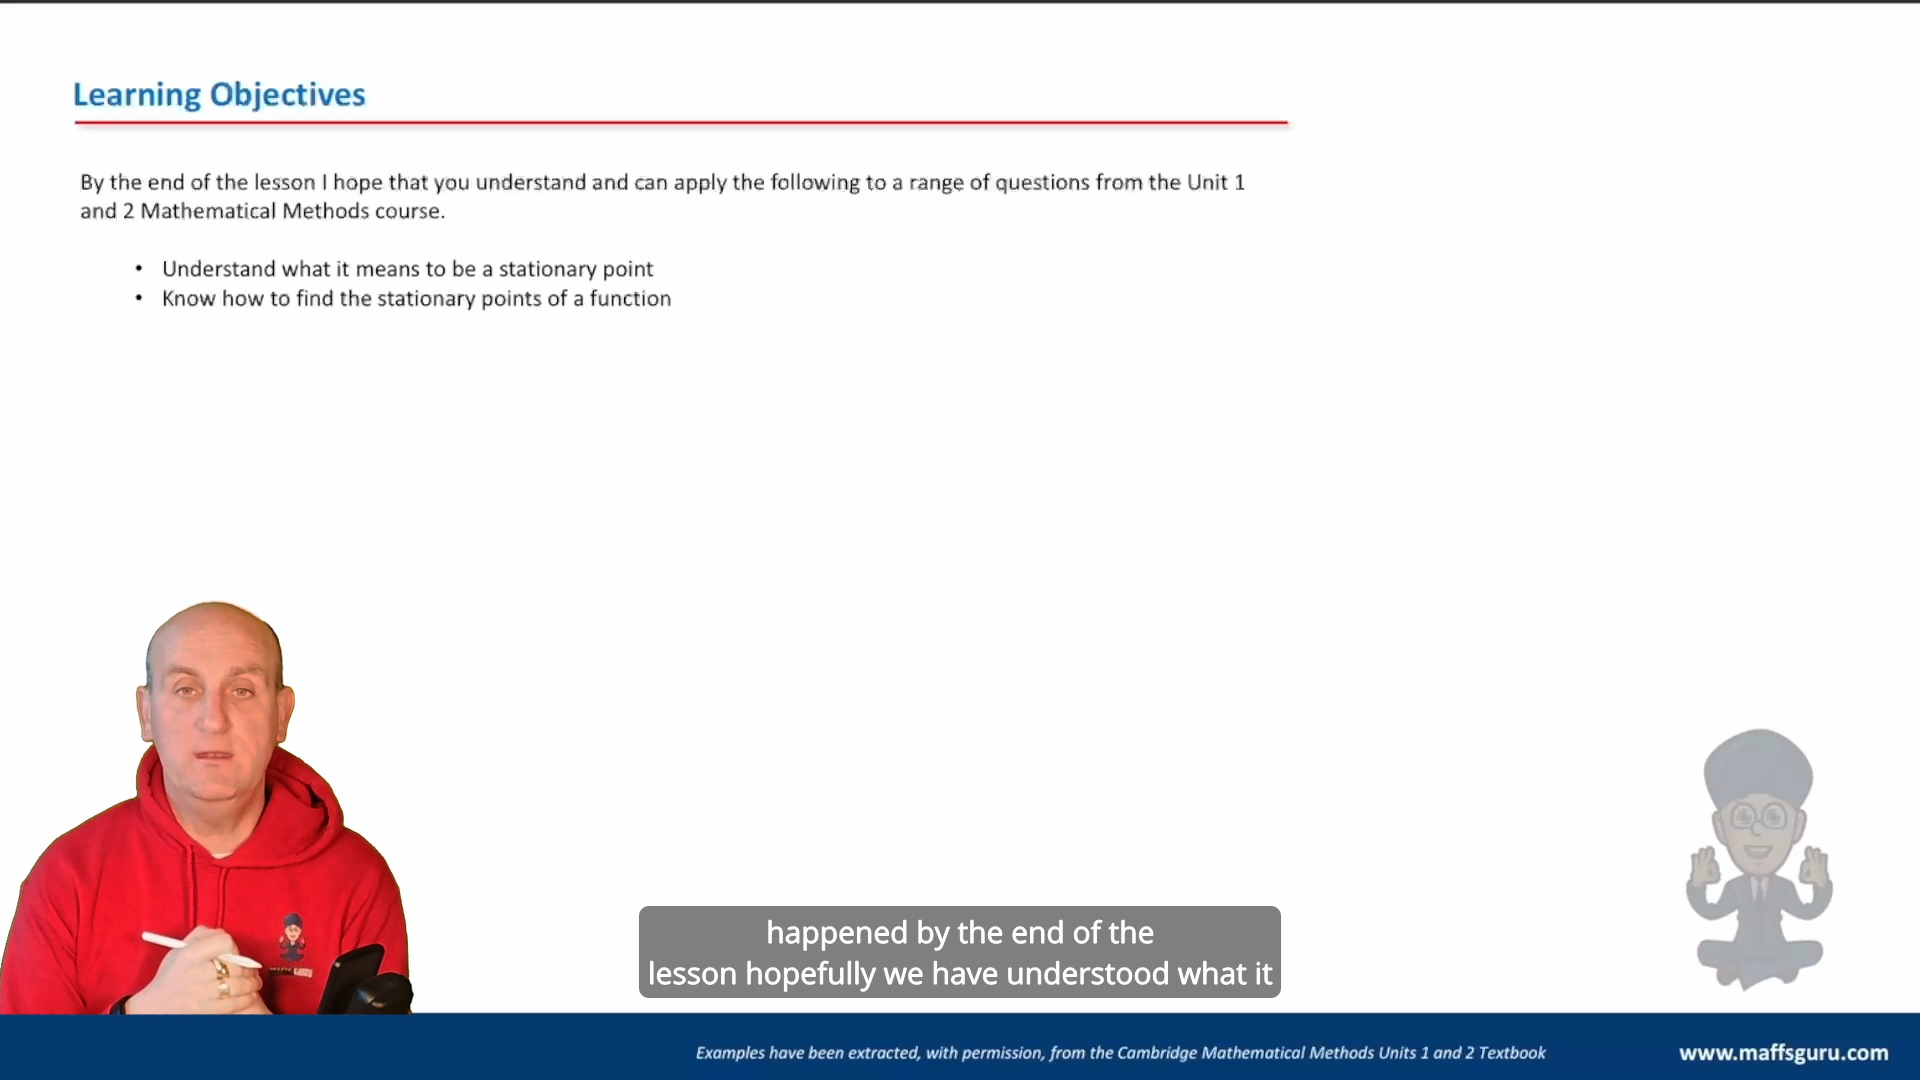 Learning Objectives
By the end of the lesson I hope that you understand and can apply the following to a range of questions from the Unit 1
and 2 Mathematical Methods course.
• Understand what it means to be a stationary point
• Know how to find the stationary points of a function
happened by the end of the
lesson hopefully we have understood what it
Examples have been extracted, with permission, from the Cambridge Mathematical Methods Units 1 and 2 Textbook
www.maffsguru.com